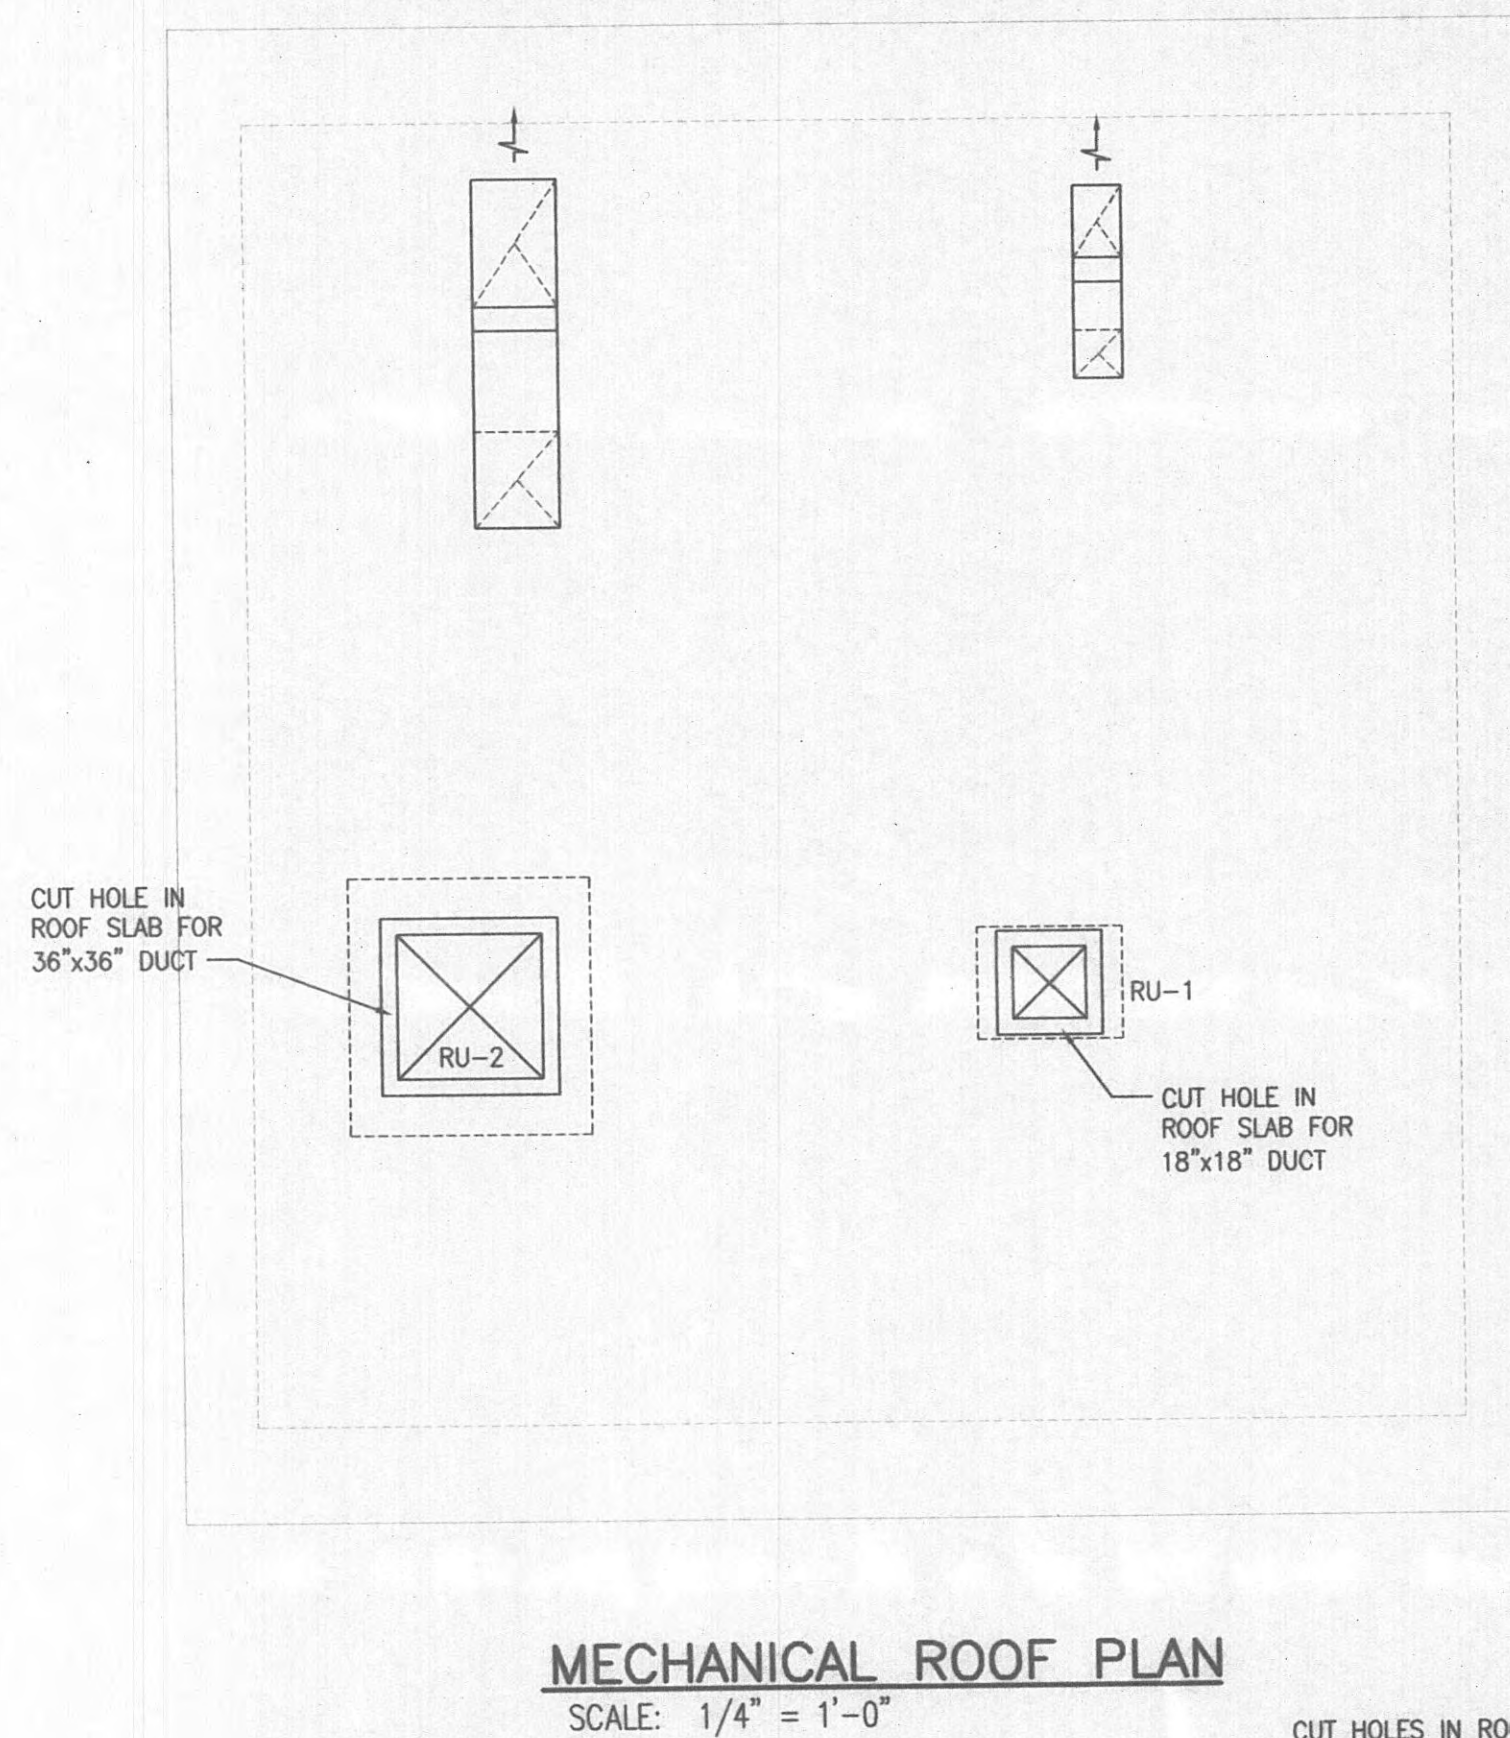 CUT HOLE IN
ROOF SLAB FOR
36"x36" DUCT
RU-2
RU-1
CUT HOLE IN
ROOF SLAB FOR
18"x18" DUCT
MECHANICAL ROOF PLAN
SCALE: 1/4" = 1'-0"
CUT HOLES IN